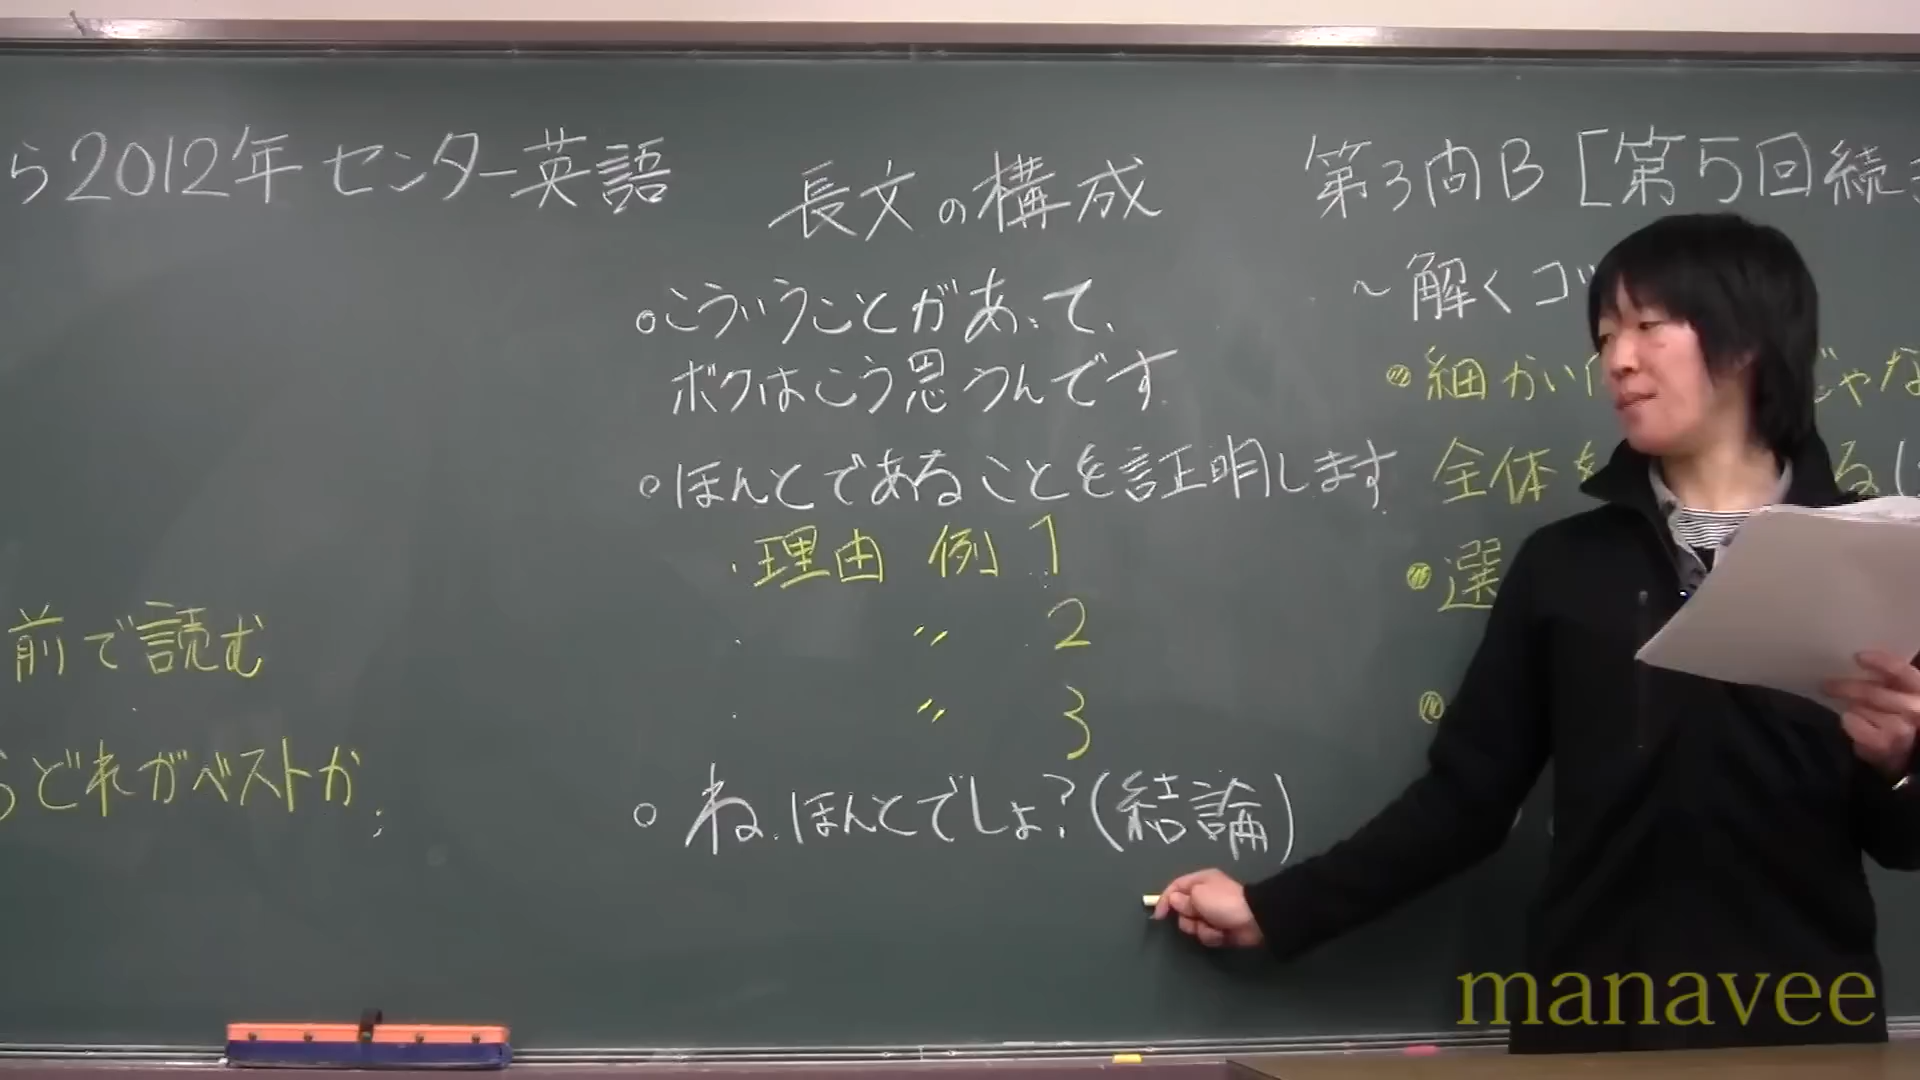 ら2012年 センター英語
前で読む
どれがベストか
長文の構成
○こういうことがあって、
ボクはこう思うんです
○ほんとであることを証明します
・理由 例1
・ 〃 2
・ 〃 3
○ ね、ほんとでしょ?(結論)
第3問B [第5回続き
~解くコツ
細かい じゃな
全体を る(
選
manavee